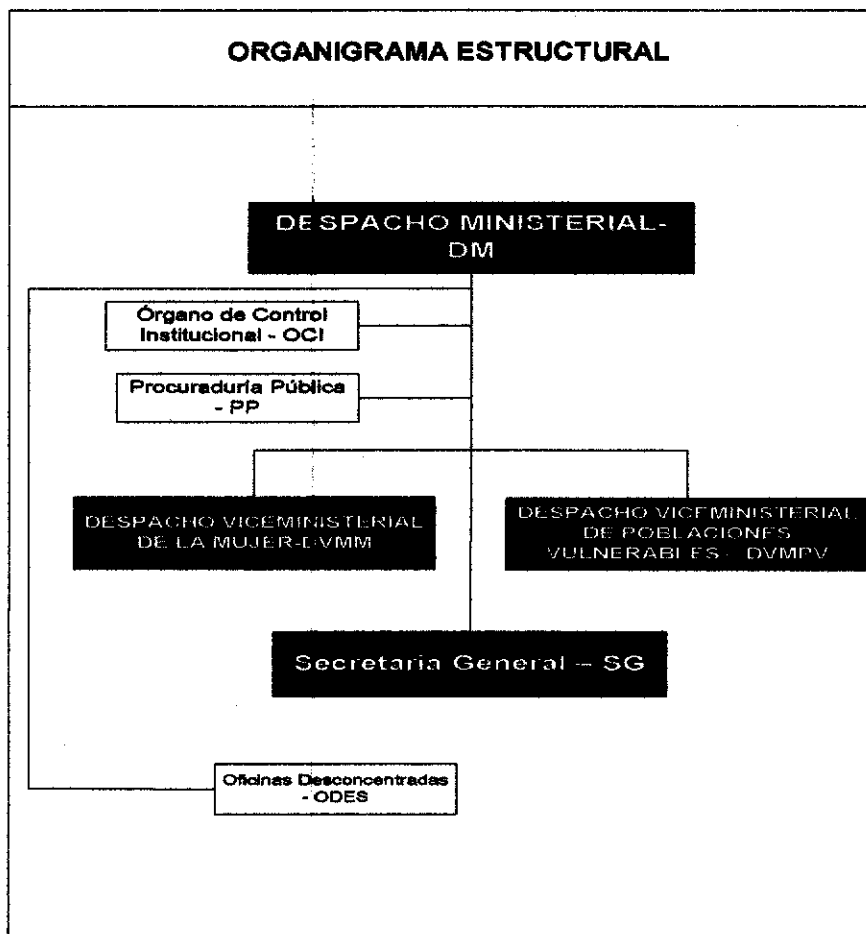 ORGANIGRAMA ESTRUCTURAL
DESPACHO MINISTERIAL-
DM
Órgano de Control
Institucional - OCI
Procuraduría Pública
- PP
DESPACHO VICEMINISTERIAL
DE LA MUJER-DVMM
DESPACHO VICEMINISTERIAL
DE POBLACIONES
VULNERABLES - DVMPV
Secretaria General – SG
Oficinas Desconcentradas
- ODES